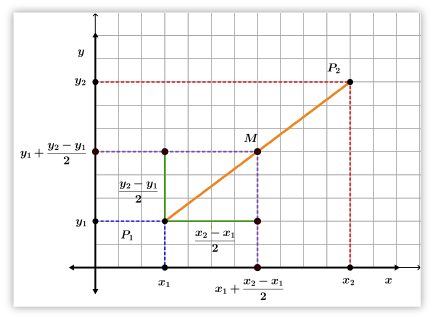 y
y₂
P₂
M
y₁ + (y₂ − y₁)/2
(y₂ − y₁)/2
y₁
P₁
(x₂ − x₁)/2
x₁
x₁ + (x₂ − x₁)/2
x₂
x